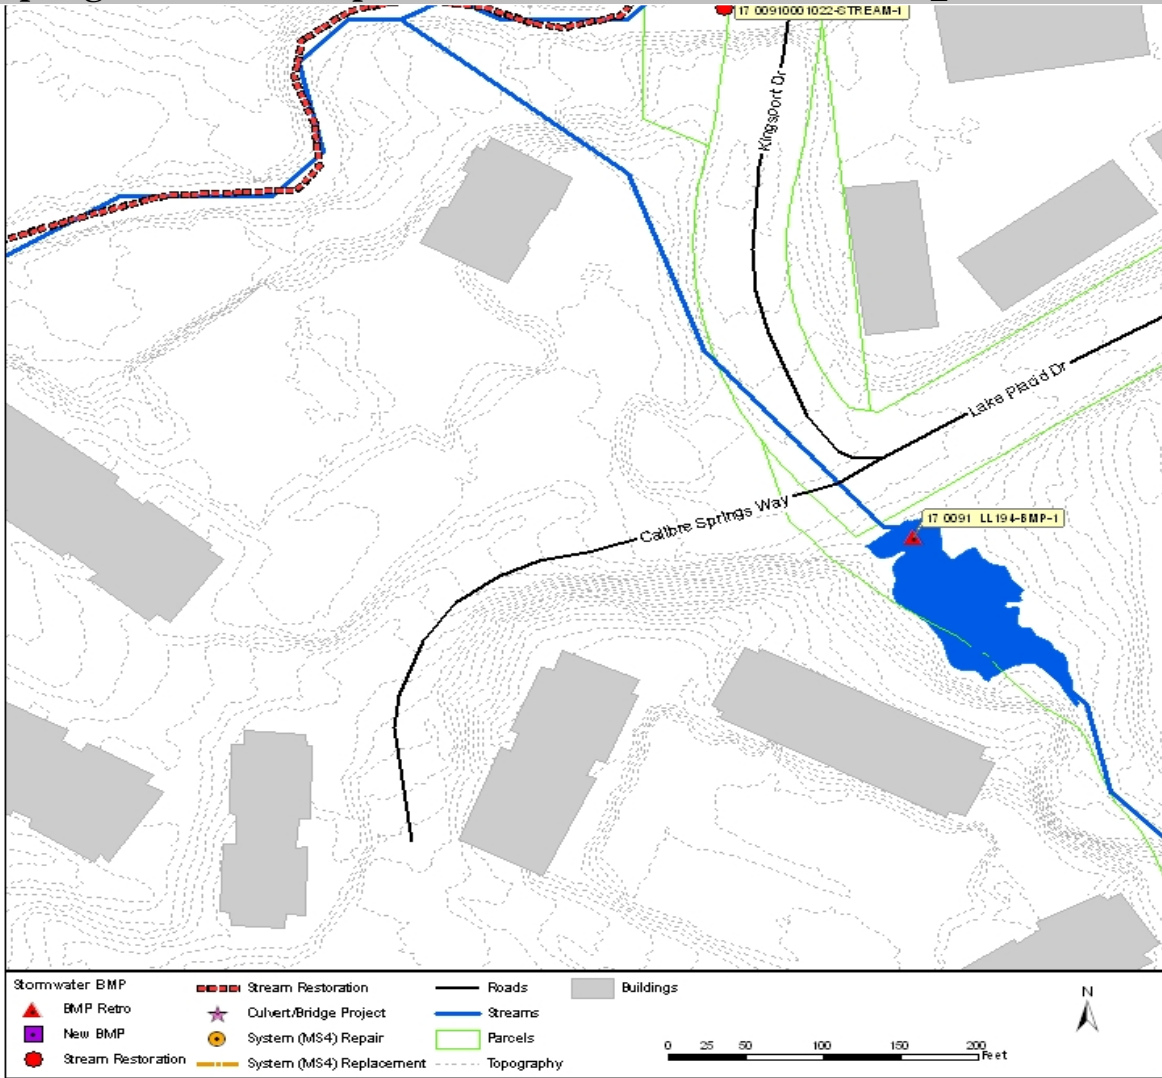 17 00910001022-STREAM-1
Kingsport Dr
Lake Placid Dr
Calibre Springs Way
17 0091 LL194-BMP-1
Stormwater BMP
BMP Retro
New BMP
Stream Restoration
Stream Restoration
Culvert/Bridge Project
System (MS4) Repair
System (MS4) Replacement
Roads
Streams
Parcels
Topography
Buildings
N
0 25 50 100 150 200
Feet